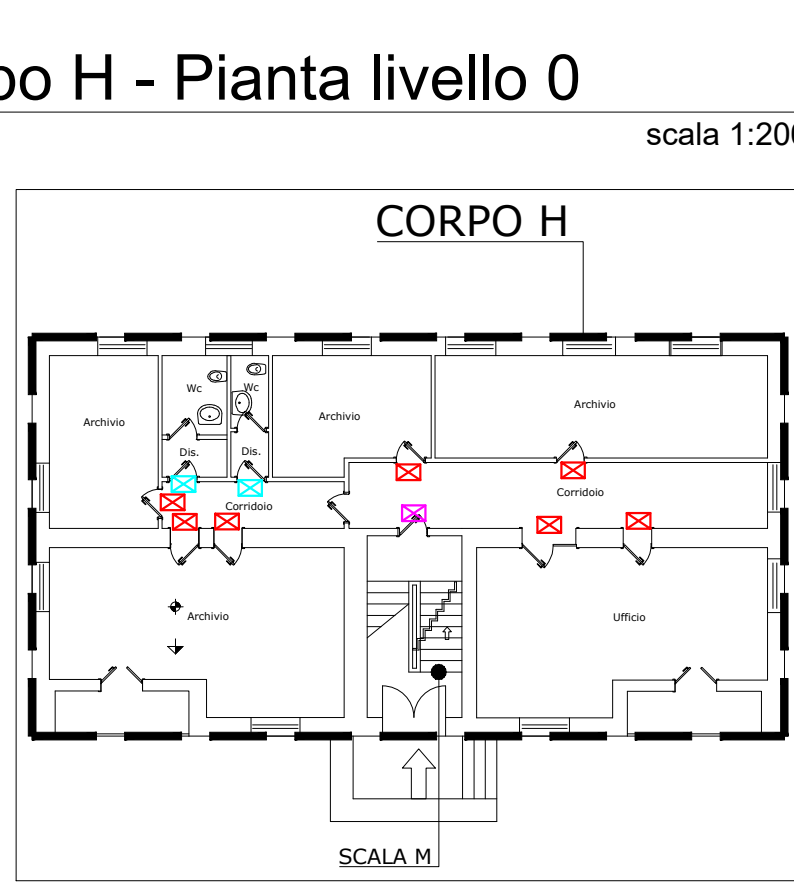 po H - Pianta livello 0
scala 1:200
CORPO H
Wc
Wc
Archivio
Archivio
Archivio
Dis.
Dis.
Corridoio
Corridoio
Archivio
Ufficio
SCALA M